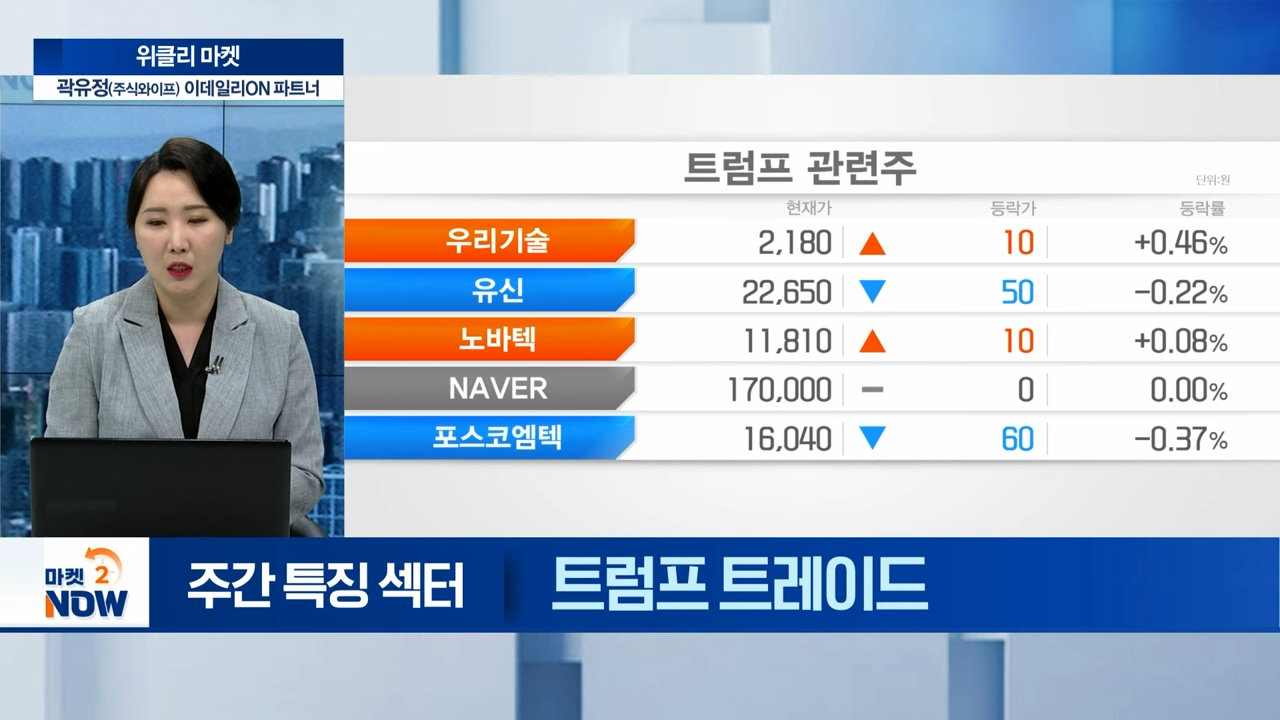 위클리 마켓
곽유정(주식와이프) 이데일리ON 파트너
트럼프 관련주
단위:원
현재가 등락가 등락률
우리기술 2,180 ▲ 10 +0.46%
유신 22,650 ▼ 50 -0.22%
노바텍 11,810 ▲ 10 +0.08%
NAVER 170,000 - 0 0.00%
포스코엠텍 16,040 ▼ 60 -0.37%
마켓 2
NOW
주간 특징 섹터 트럼프 트레이드